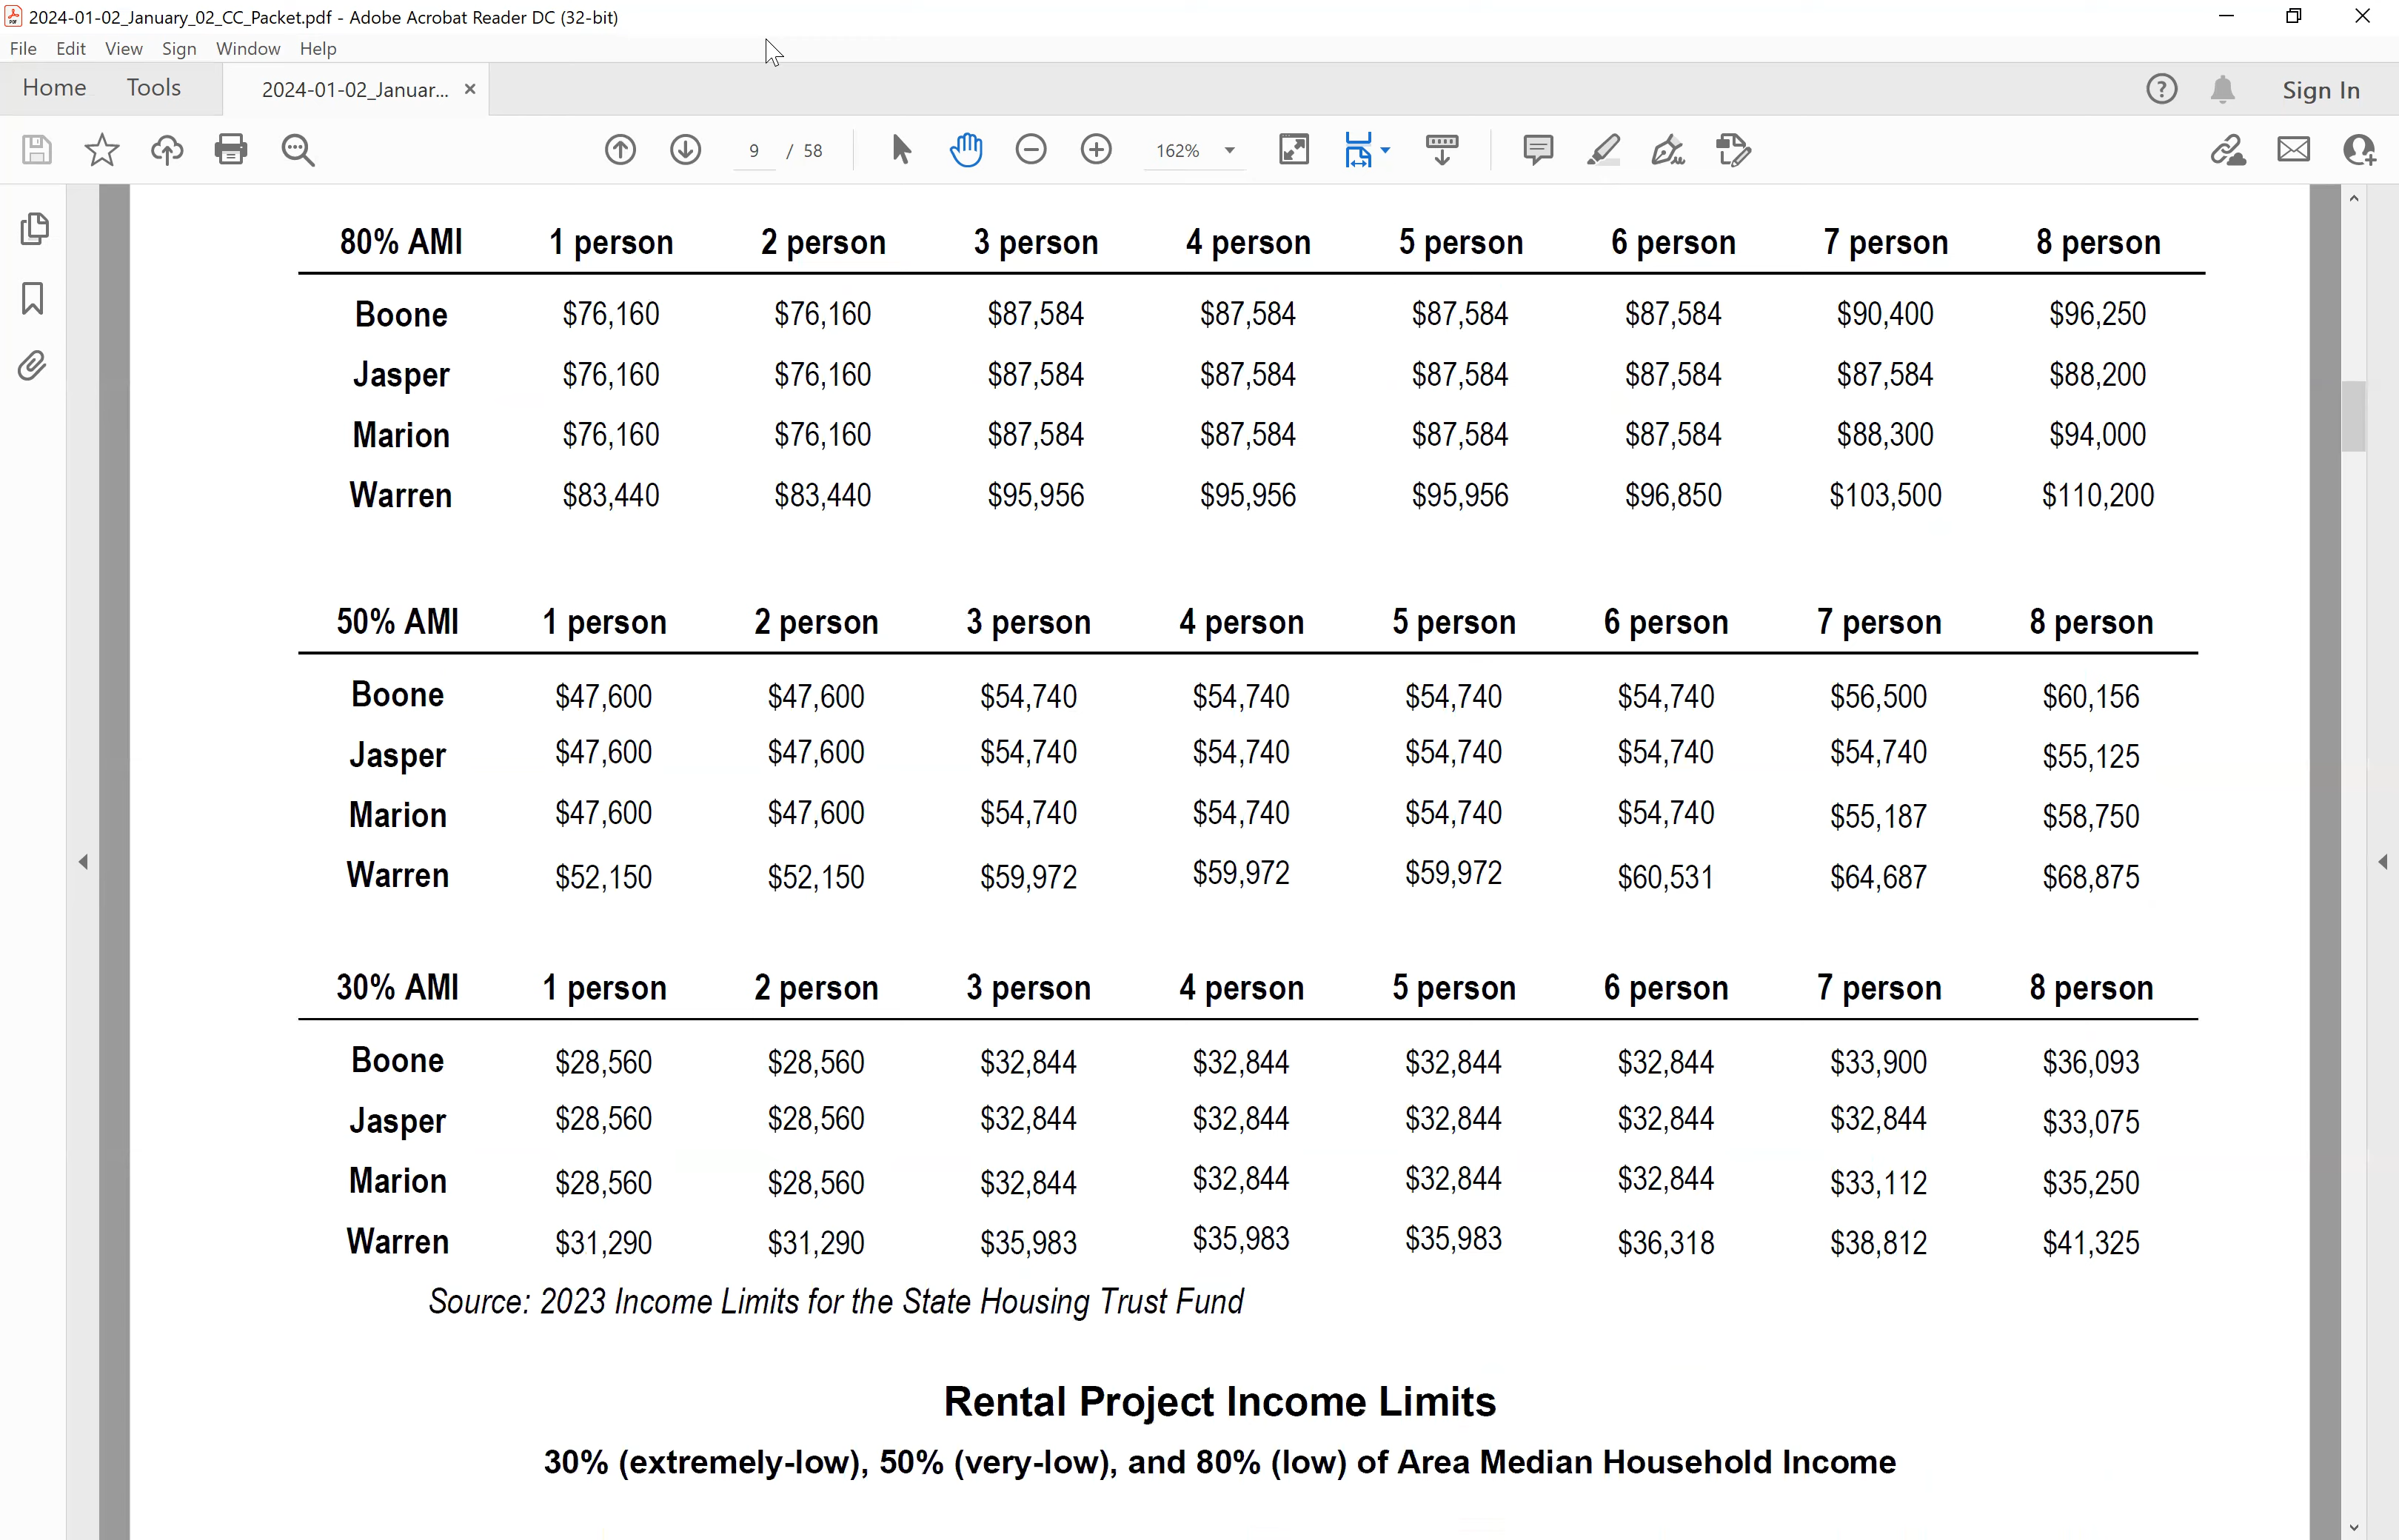 2024-01-02_January_02_CC_Packet.pdf - Adobe Acrobat Reader DC (32-bit)
File Edit View Sign Window Help
Home Tools 2024-01-02_Januar... × Sign In
9 / 58 162%
80% AMI 1 person 2 person 3 person 4 person 5 person 6 person 7 person 8 person
Boone $76,160 $76,160 $87,584 $87,584 $87,584 $87,584 $90,400 $96,250
Jasper $76,160 $76,160 $87,584 $87,584 $87,584 $87,584 $87,584 $88,200
Marion $76,160 $76,160 $87,584 $87,584 $87,584 $87,584 $88,300 $94,000
Warren $83,440 $83,440 $95,956 $95,956 $95,956 $96,850 $103,500 $110,200
50% AMI 1 person 2 person 3 person 4 person 5 person 6 person 7 person 8 person
Boone $47,600 $47,600 $54,740 $54,740 $54,740 $54,740 $56,500 $60,156
Jasper $47,600 $47,600 $54,740 $54,740 $54,740 $54,740 $54,740 $55,125
Marion $47,600 $47,600 $54,740 $54,740 $54,740 $54,740 $55,187 $58,750
Warren $52,150 $52,150 $59,972 $59,972 $59,972 $60,531 $64,687 $68,875
30% AMI 1 person 2 person 3 person 4 person 5 person 6 person 7 person 8 person
Boone $28,560 $28,560 $32,844 $32,844 $32,844 $32,844 $33,900 $36,093
Jasper $28,560 $28,560 $32,844 $32,844 $32,844 $32,844 $32,844 $33,075
Marion $28,560 $28,560 $32,844 $32,844 $32,844 $32,844 $33,112 $35,250
Warren $31,290 $31,290 $35,983 $35,983 $35,983 $36,318 $38,812 $41,325
Source: 2023 Income Limits for the State Housing Trust Fund
Rental Project Income Limits
30% (extremely-low), 50% (very-low), and 80% (low) of Area Median Household Income